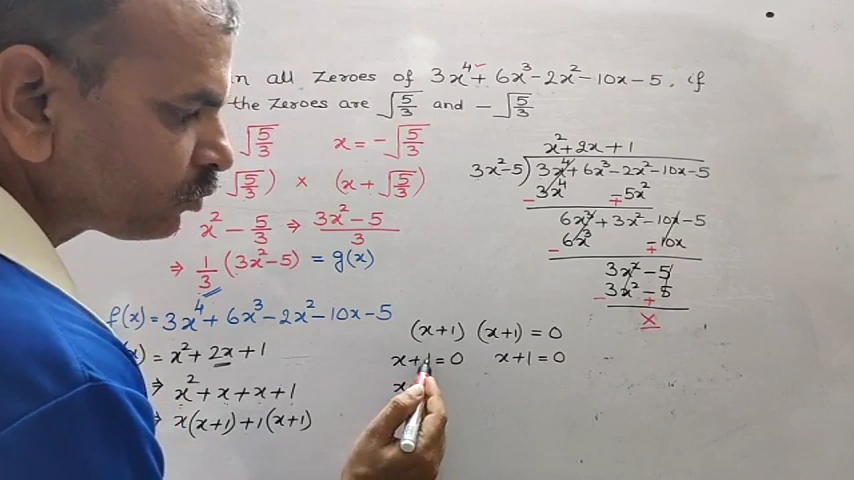 in all Zeroes of 3x⁴ + 6x³ - 2x² - 10x - 5, if
the Zeroes are √(5/3) and - √(5/3)
√(5/3) x = - √(5/3)
√(5/3)) × (x + √(5/3))
x² - 5/3 ⇒ (3x² - 5)/3
⇒ 1/3 (3x² - 5) = g(x)
f(x) = 3x⁴ + 6x³ - 2x² - 10x - 5
(x) = x² + 2x + 1
⇒ x² + x + x + 1
x(x+1) + 1(x+1)
(x+1) (x+1) = 0
x+1 = 0 x+1 = 0
x
x² + 2x + 1
3x² - 5) 3x⁴ + 6x³ - 2x² - 10x - 5
3x⁴ - 5x²
- +
6x³ + 3x² - 10x - 5
6x³ - 10x
- +
3x² - 5
3x² - 5
- +
x